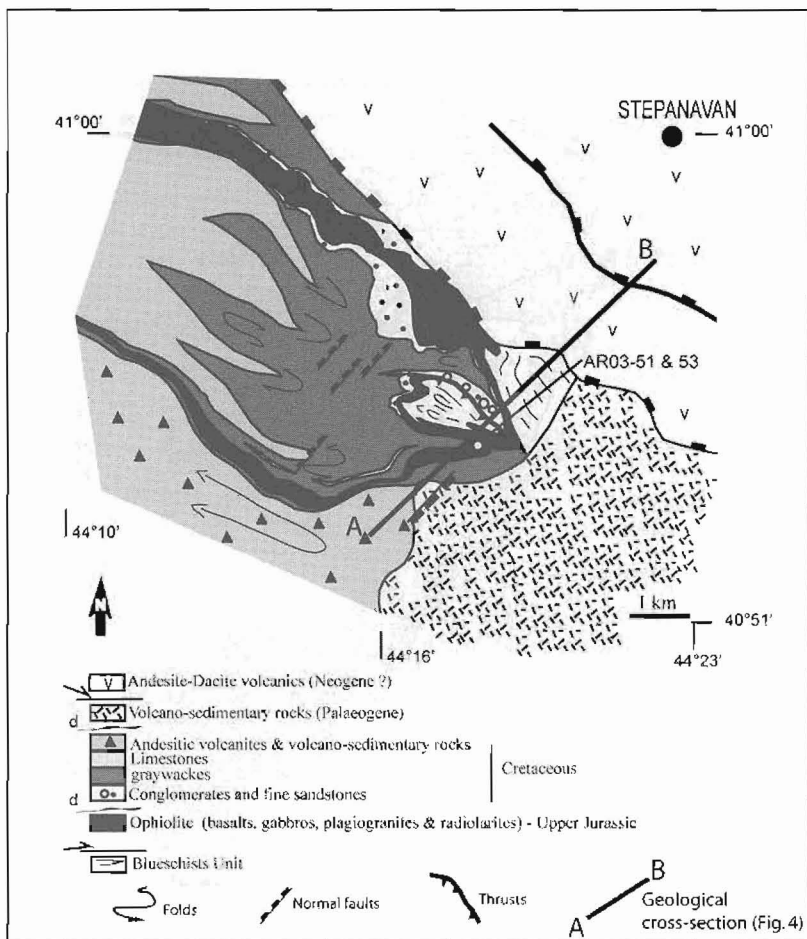 STEPANAVAN
41°00'
41°00'
V
V
V
V
V
V
V
V
V
B
V
V
V
V
AR03-51 & 53
V
A
44°10'
N
1 km
40°51'
44°16'
44°23'
V Andesite-Dacite volcanics (Neogene ?)
d Volcano-sedimentary rocks (Palaeogene)
Andesitic volcanites & volcano-sedimentary rocks
Limestones
graywackes
Cretaceous
d Conglomerates and fine sandstones
Ophiolite (basalts, gabbros, plagiogranites & radiolarites) - Upper Jurassic
Blueschists Unit
Folds
Normal faults
Thrusts
A B
Geological
cross-section (Fig. 4)